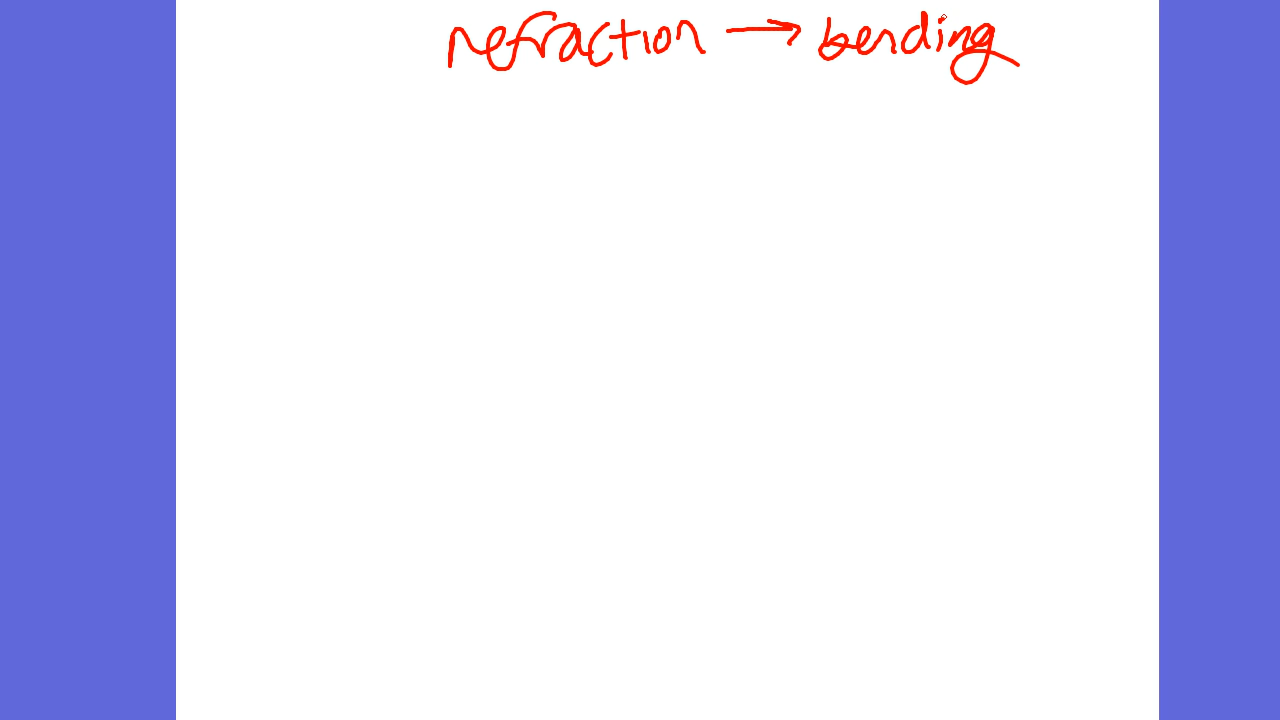 refraction → bending